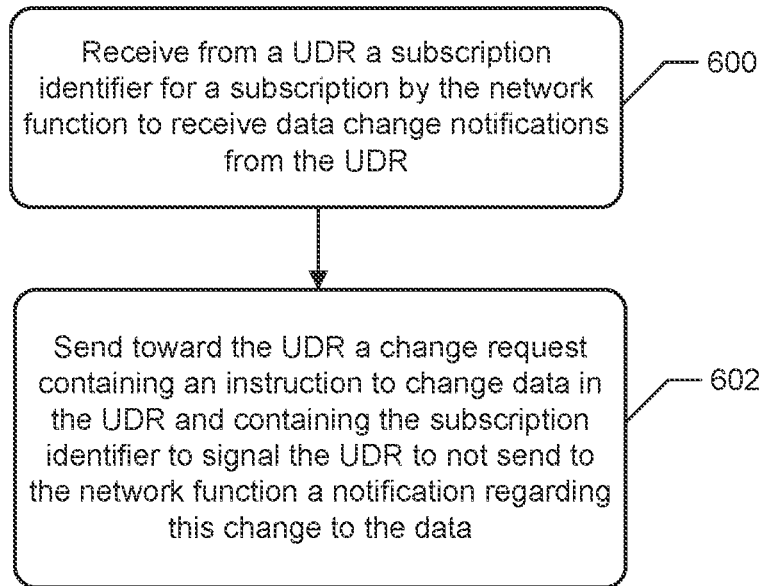 Receive from a UDR a subscription
identifier for a subscription by the network
function to receive data change notifications
from the UDR
600
Send toward the UDR a change request
containing an instruction to change data in
the UDR and containing the subscription
identifier to signal the UDR to not send to
the network function a notification regarding
this change to the data
602